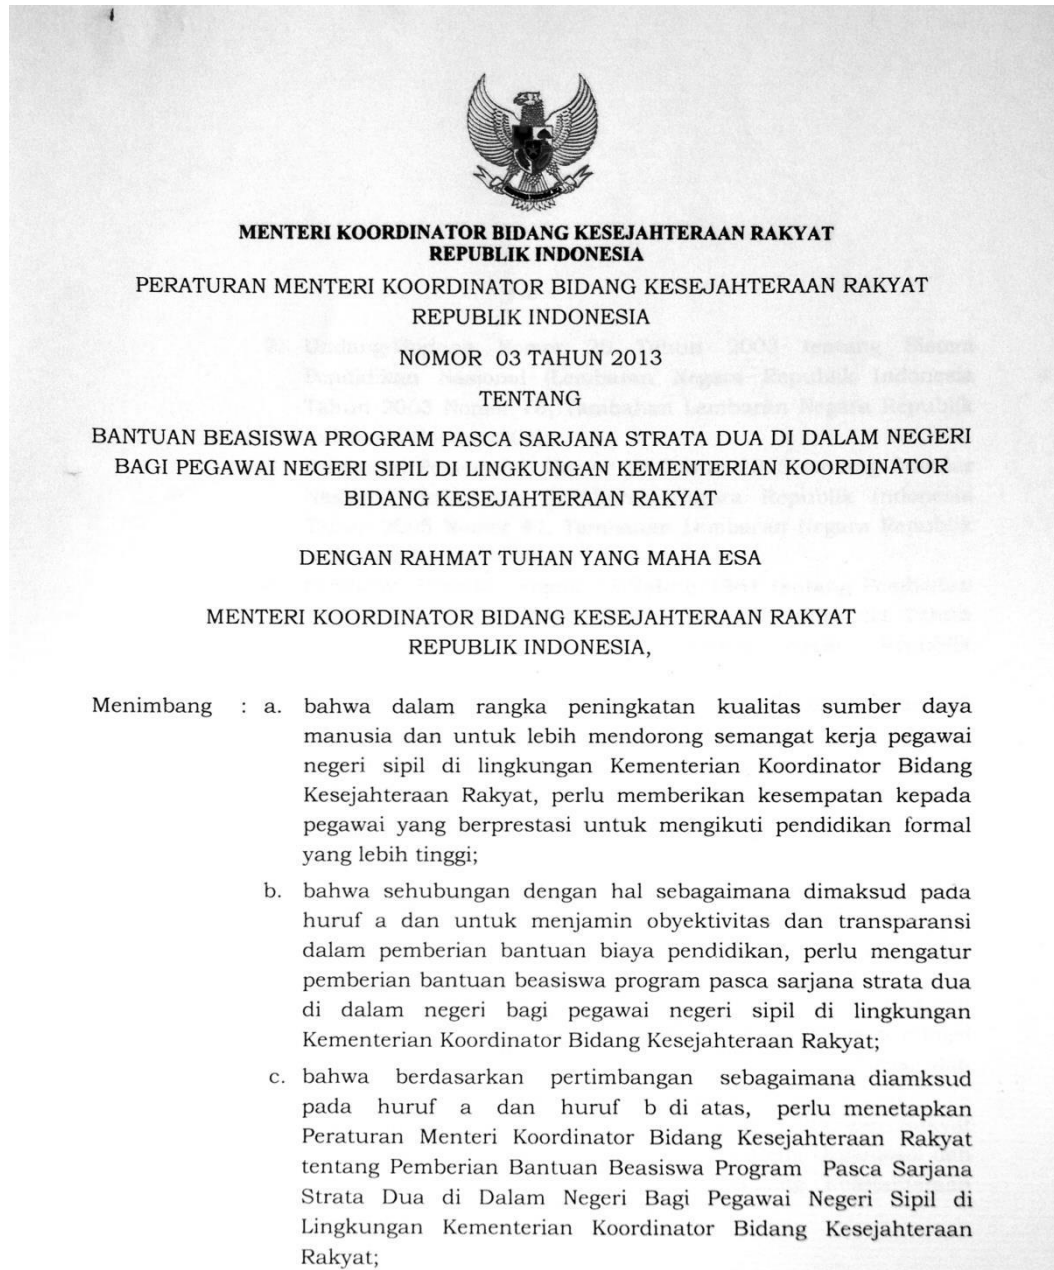 MENTERI KOORDINATOR BIDANG KESEJAHTERAAN RAKYAT
REPUBLIK INDONESIA
PERATURAN MENTERI KOORDINATOR BIDANG KESEJAHTERAAN RAKYAT
REPUBLIK INDONESIA
NOMOR 03 TAHUN 2013
TENTANG
BANTUAN BEASISWA PROGRAM PASCA SARJANA STRATA DUA DI DALAM NEGERI
BAGI PEGAWAI NEGERI SIPIL DI LINGKUNGAN KEMENTERIAN KOORDINATOR
BIDANG KESEJAHTERAAN RAKYAT
DENGAN RAHMAT TUHAN YANG MAHA ESA
MENTERI KOORDINATOR BIDANG KESEJAHTERAAN RAKYAT
REPUBLIK INDONESIA,
Menimbang : a. bahwa dalam rangka peningkatan kualitas sumber daya
manusia dan untuk lebih mendorong semangat kerja pegawai
negeri sipil di lingkungan Kementerian Koordinator Bidang
Kesejahteraan Rakyat, perlu memberikan kesempatan kepada
pegawai yang berprestasi untuk mengikuti pendidikan formal
yang lebih tinggi;
b. bahwa sehubungan dengan hal sebagaimana dimaksud pada
huruf a dan untuk menjamin obyektivitas dan transparansi
dalam pemberian bantuan biaya pendidikan, perlu mengatur
pemberian bantuan beasiswa program pasca sarjana strata dua
di dalam negeri bagi pegawai negeri sipil di lingkungan
Kementerian Koordinator Bidang Kesejahteraan Rakyat;
c. bahwa berdasarkan pertimbangan sebagaimana diamksud
pada huruf a dan huruf b di atas, perlu menetapkan
Peraturan Menteri Koordinator Bidang Kesejahteraan Rakyat
tentang Pemberian Bantuan Beasiswa Program Pasca Sarjana
Strata Dua di Dalam Negeri Bagi Pegawai Negeri Sipil di
Lingkungan Kementerian Koordinator Bidang Kesejahteraan
Rakyat;